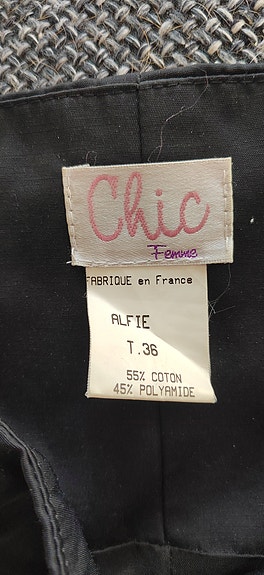 Chic
Femme
FABRIQUE en France
ALFIE
T.36
55% COTON
45% POLYAMIDE